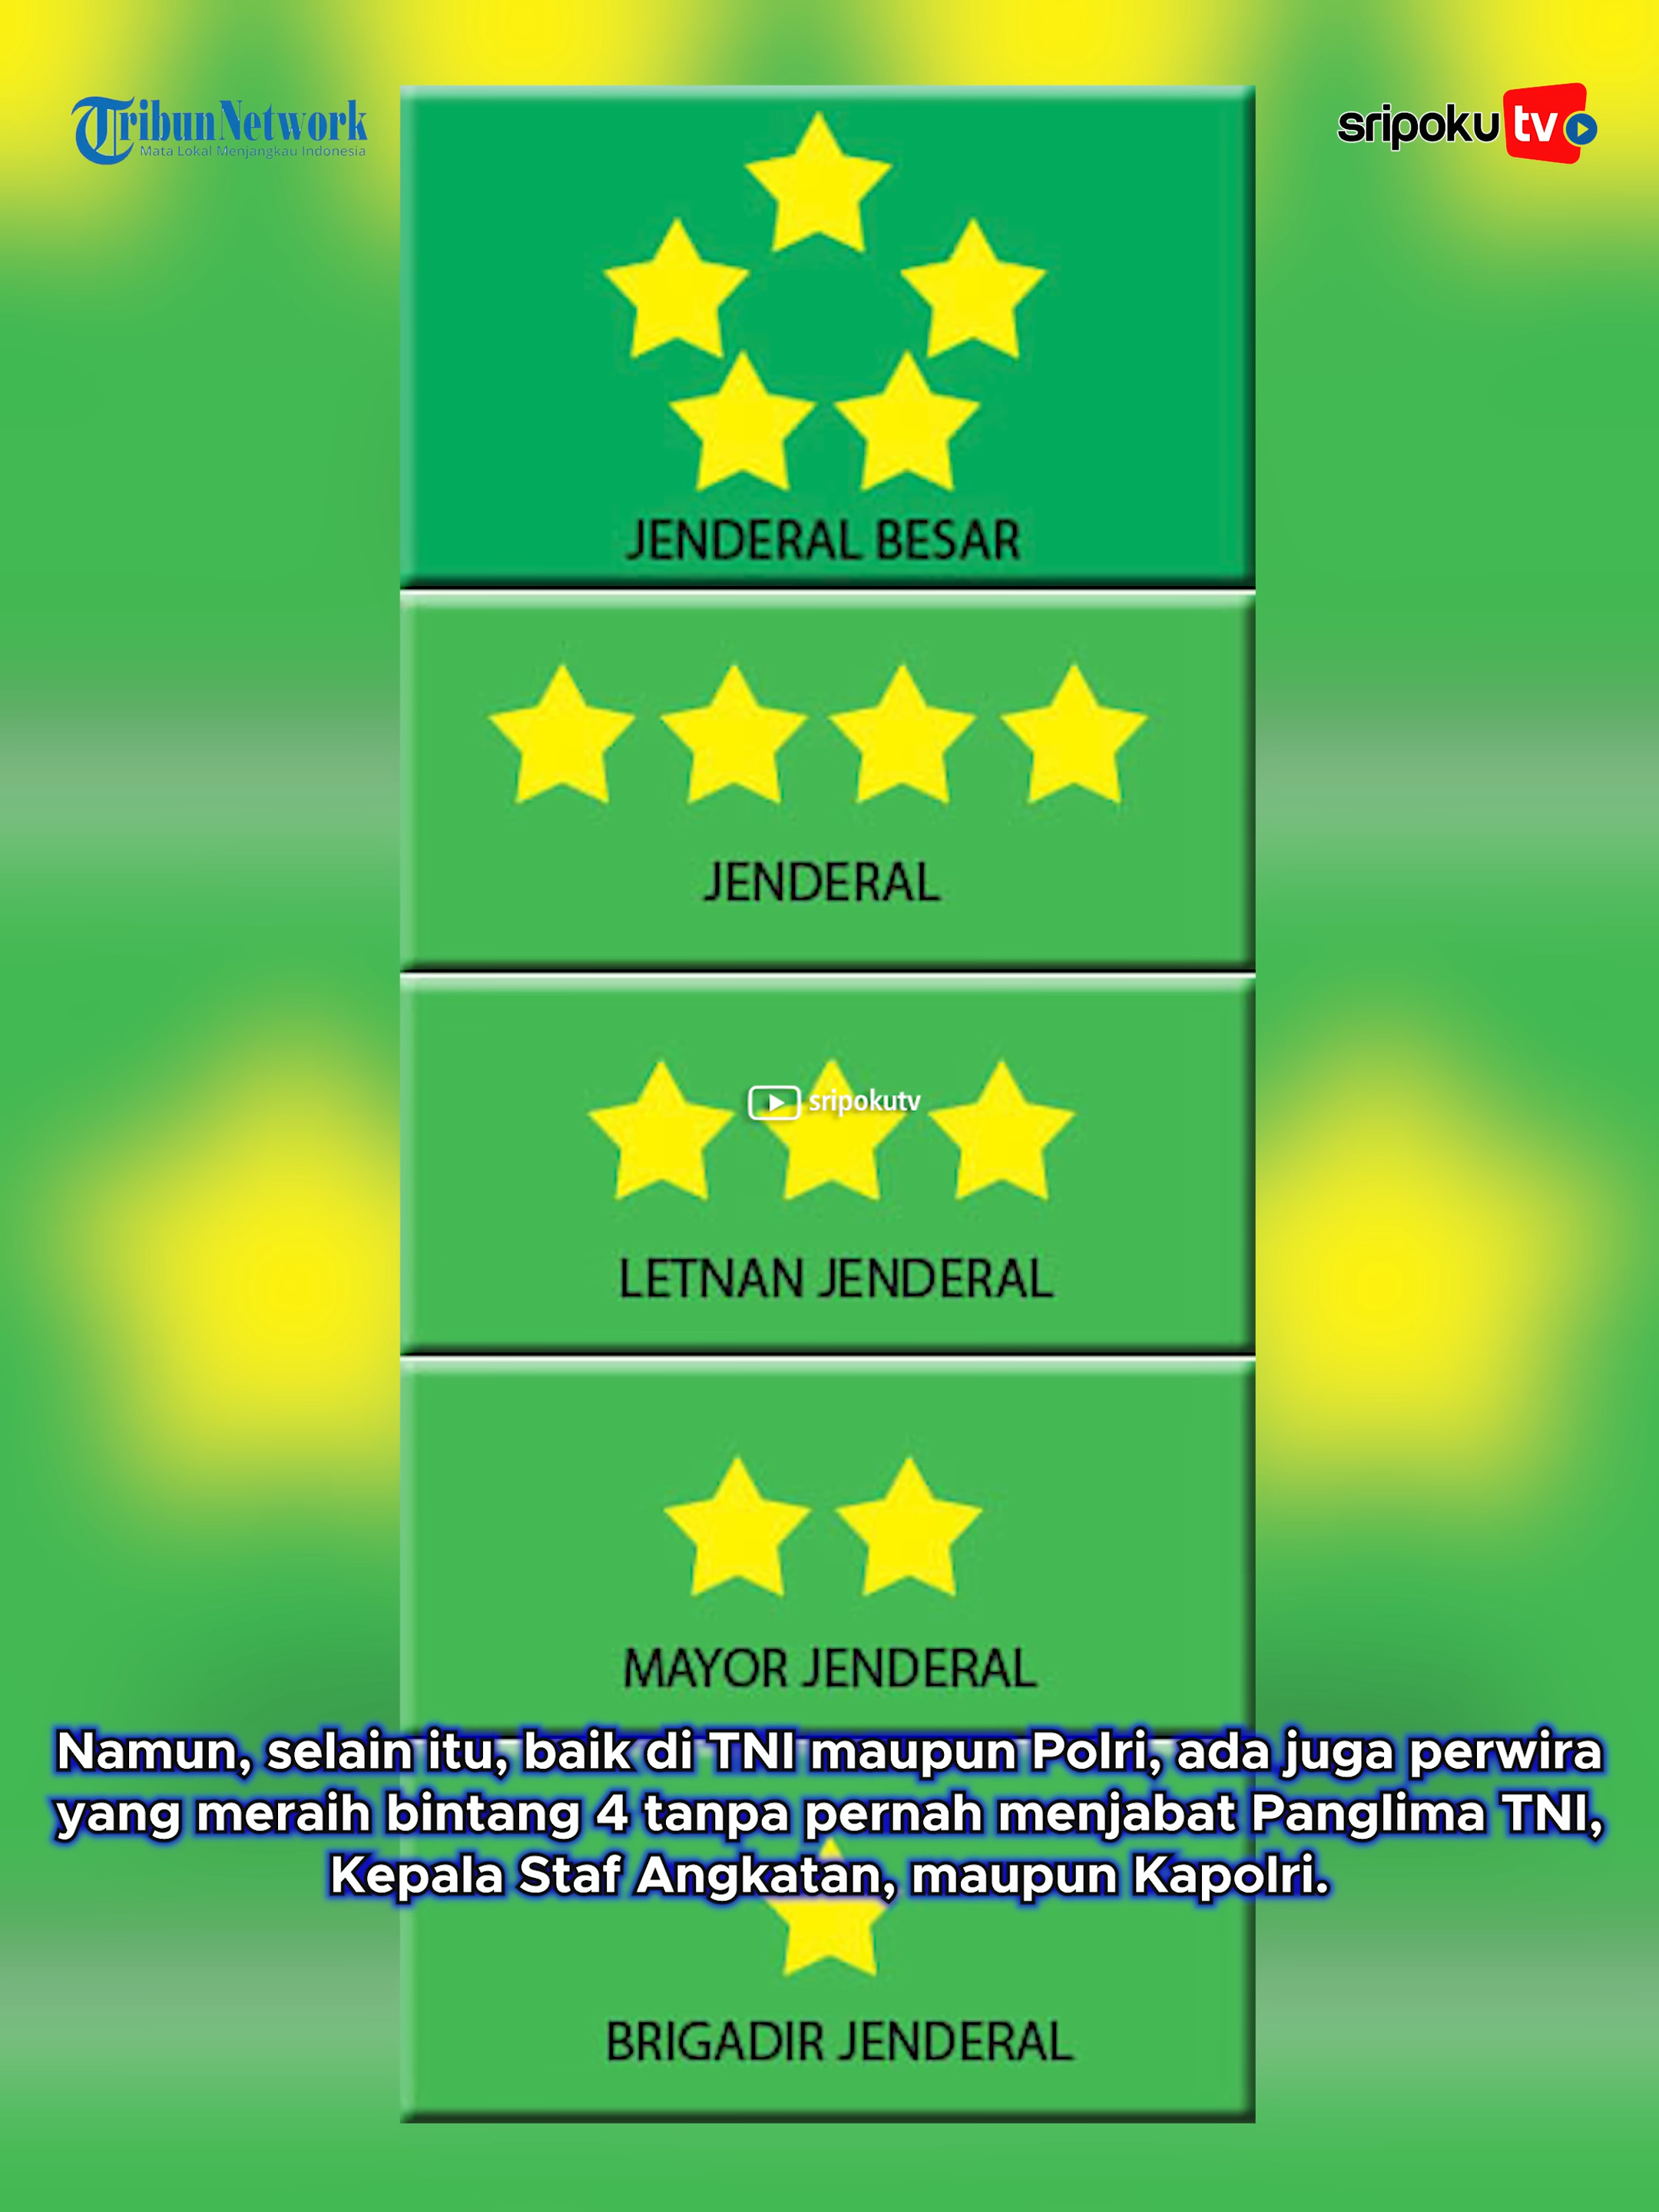 TribunNetwork
Mata Lokal Menjangkau Indonesia
sripoku tv
JENDERAL BESAR
JENDERAL
sripokutv
LETNAN JENDERAL
MAYOR JENDERAL
Namun, selain itu, baik di TNI maupun Polri, ada juga perwira
yang meraih bintang 4 tanpa pernah menjabat Panglima TNI,
Kepala Staf Angkatan, maupun Kapolri.
BRIGADIR JENDERAL